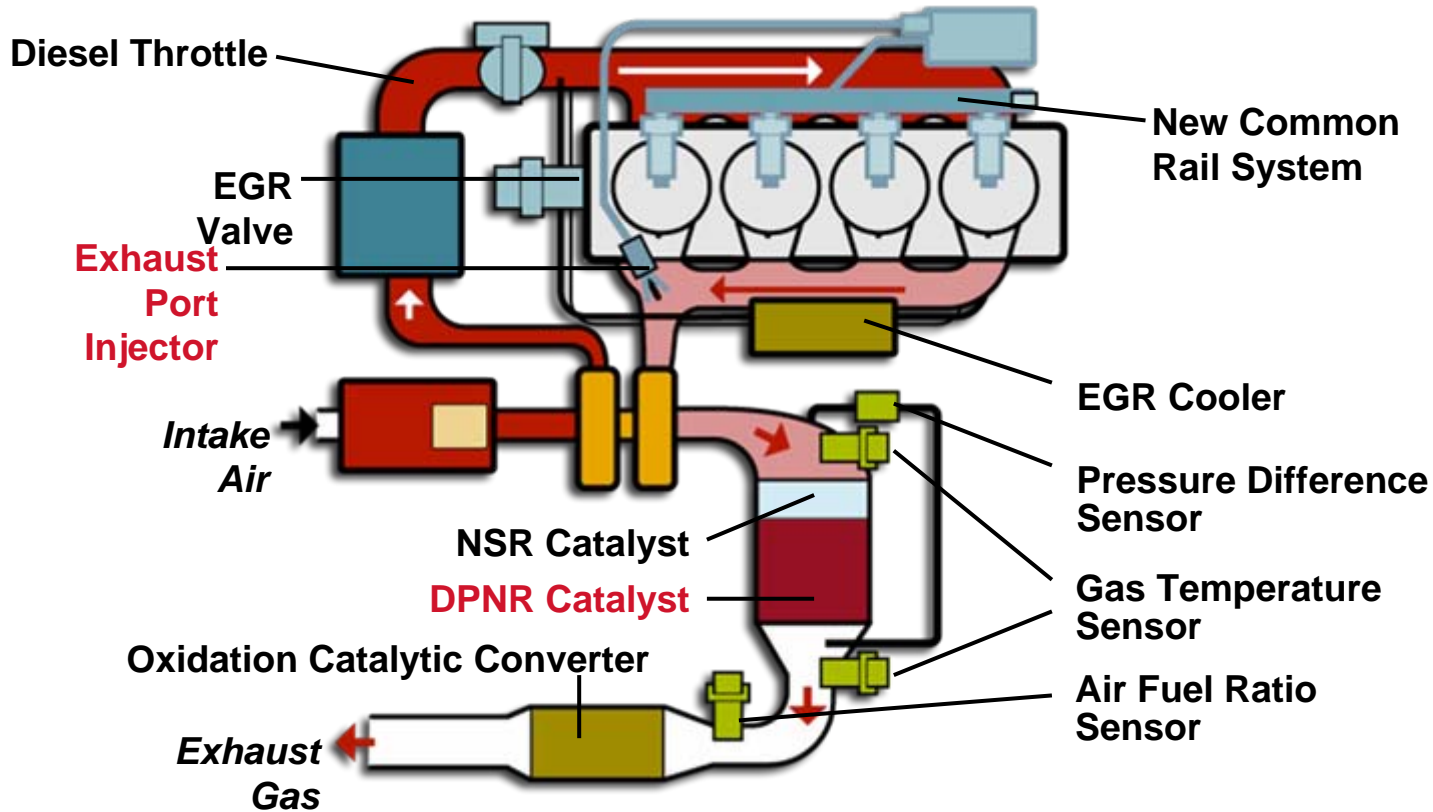 Diesel Throttle
New Common
Rail System
EGR
Valve
Exhaust
Port
Injector
EGR Cooler
Intake
Air
Pressure Difference
Sensor
NSR Catalyst
DPNR Catalyst
Gas Temperature
Sensor
Oxidation Catalytic Converter
Air Fuel Ratio
Sensor
Exhaust
Gas